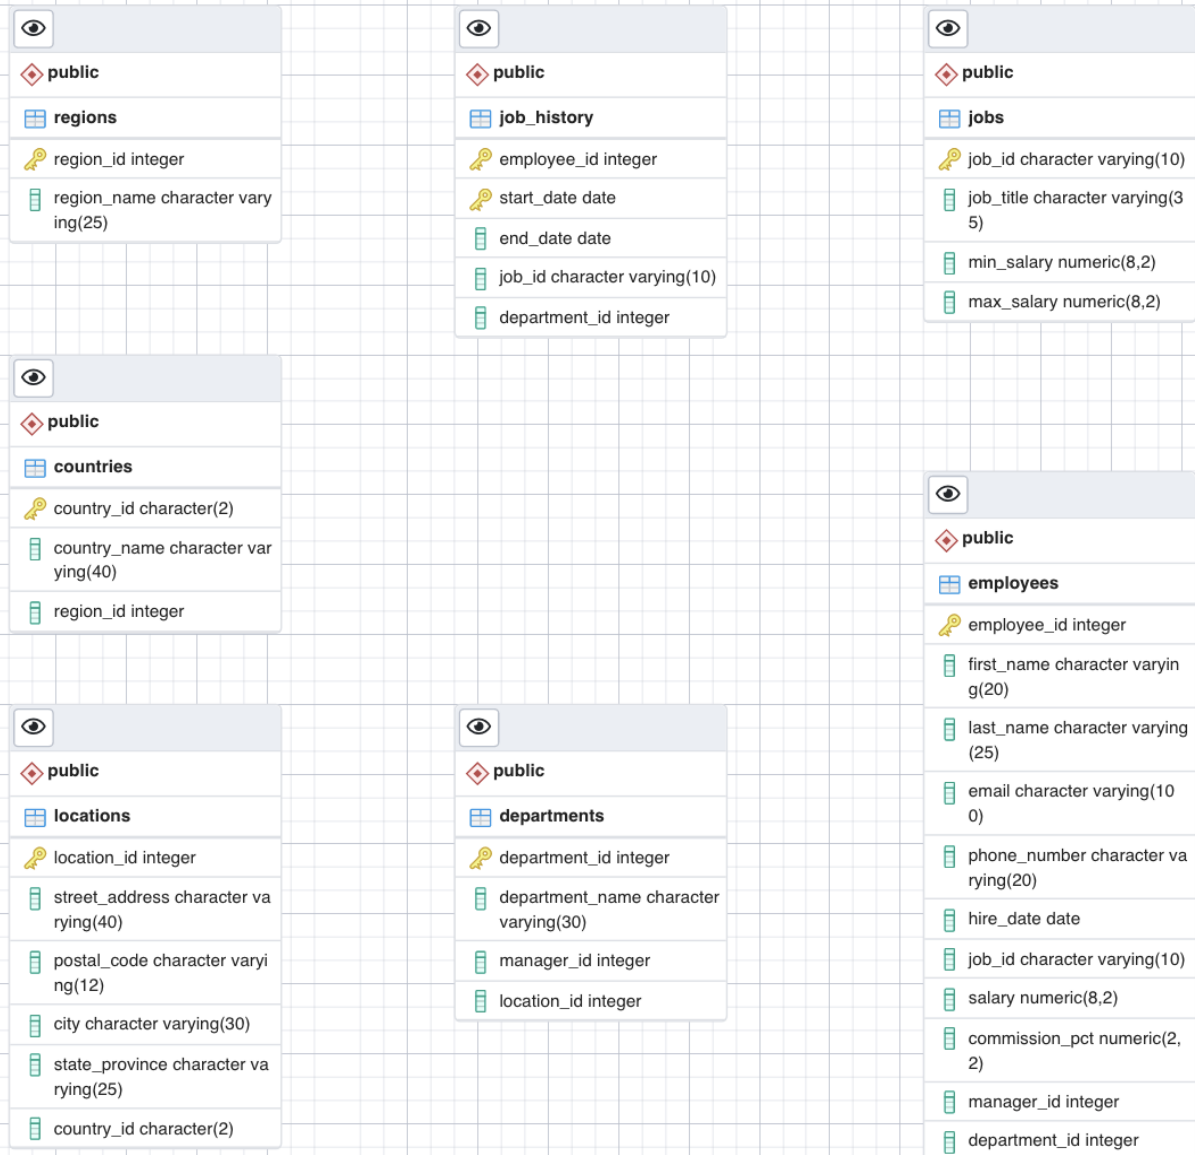 public
regions
region_id integer
region_name character vary
ing(25)
public
job_history
employee_id integer
start_date date
end_date date
job_id character varying(10)
department_id integer
public
jobs
job_id character varying(10)
job_title character varying(3
5)
min_salary numeric(8,2)
max_salary numeric(8,2)
public
countries
country_id character(2)
country_name character var
ying(40)
region_id integer
public
locations
location_id integer
street_address character va
rying(40)
postal_code character varyi
ng(12)
city character varying(30)
state_province character va
rying(25)
country_id character(2)
public
departments
department_id integer
department_name character
varying(30)
manager_id integer
location_id integer
public
employees
employee_id integer
first_name character varyin
g(20)
last_name character varying
(25)
email character varying(10
0)
phone_number character va
rying(20)
hire_date date
job_id character varying(10)
salary numeric(8,2)
commission_pct numeric(2,
2)
manager_id integer
department_id integer